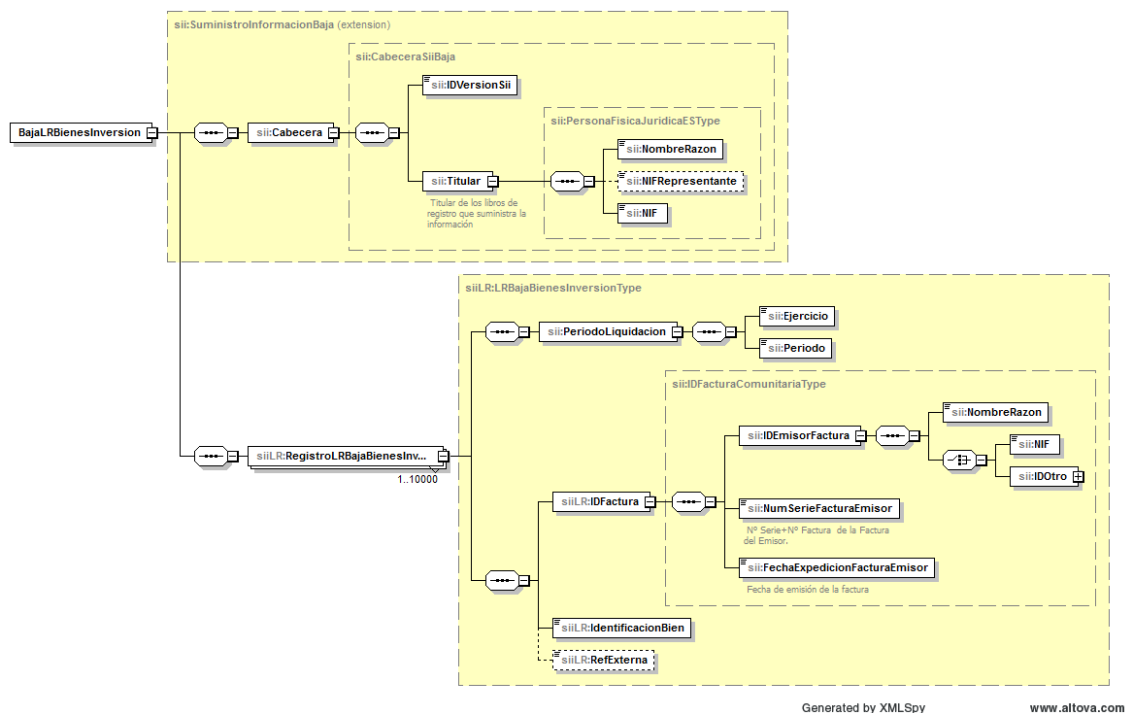 sii:SuministroInformacionBaja (extension)
sii:CabeceraSiiBaja
sii:IDVersionSii
sii:PersonaFisicaJuridicaESType
BajaLRBienesInversion
sii:Cabecera
sii:NombreRazon
sii:Titular
sii:NIFRepresentante
Titular de los libros de
registro que suministra la
información
sii:NIF
siiLR:LRBajaBienesInversionType
sii:PeriodoLiquidacion
sii:Ejercicio
sii:Periodo
sii:IDFacturaComunitariaType
sii:NombreRazon
sii:IDEmisorFactura
sii:NIF
siiLR:RegistroLRBajaBienesInv...
sii:IDOtro
1..10000
siiLR:IDFactura
sii:NumSerieFacturaEmisor
Nº Serie+Nº Factura de la Factura
del Emisor.
sii:FechaExpedicionFacturaEmisor
Fecha de emisión de la factura
siiLR:IdentificacionBien
siiLR:RefExterna
Generated by XMLSpy
www.altova.com